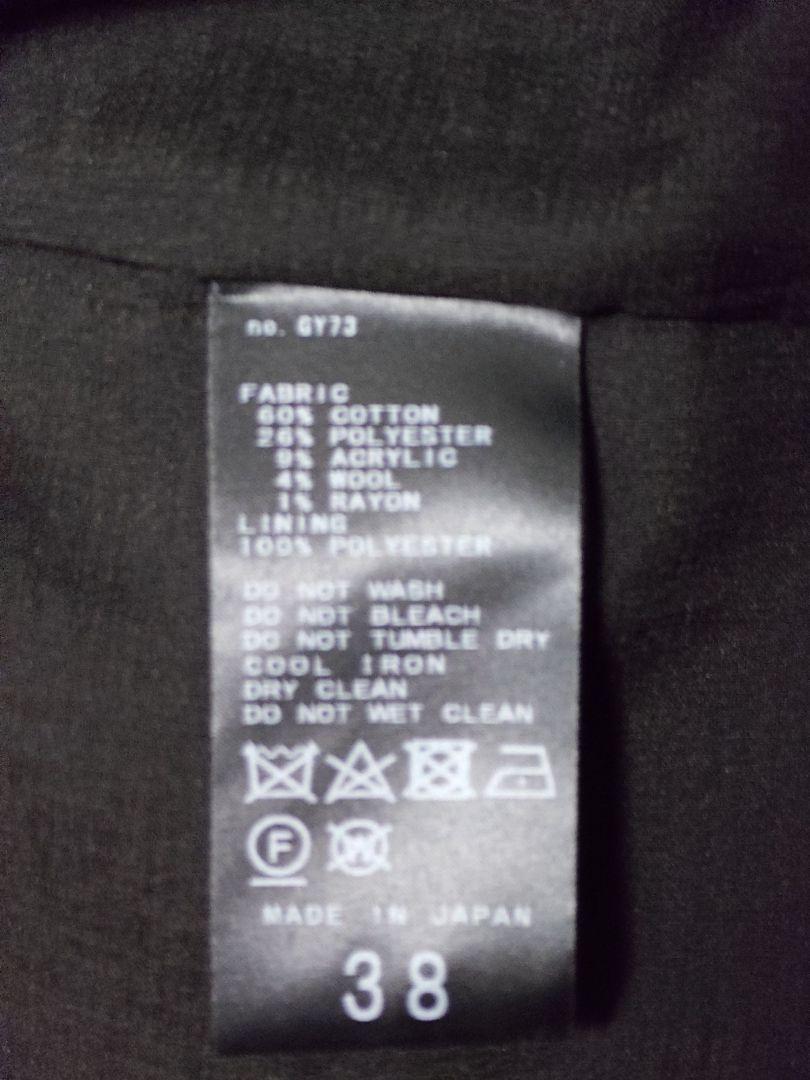 no. GY73
FABRIC
60% COTTON
26% POLYESTER
9% ACRYLIC
4% WOOL
1% RAYON
LINING
100% POLYESTER
DO NOT WASH
DO NOT BLEACH
DO NOT TUMBLE DRY
COOL IRON
DRY CLEAN
DO NOT WET CLEAN
F W
MADE IN JAPAN
38